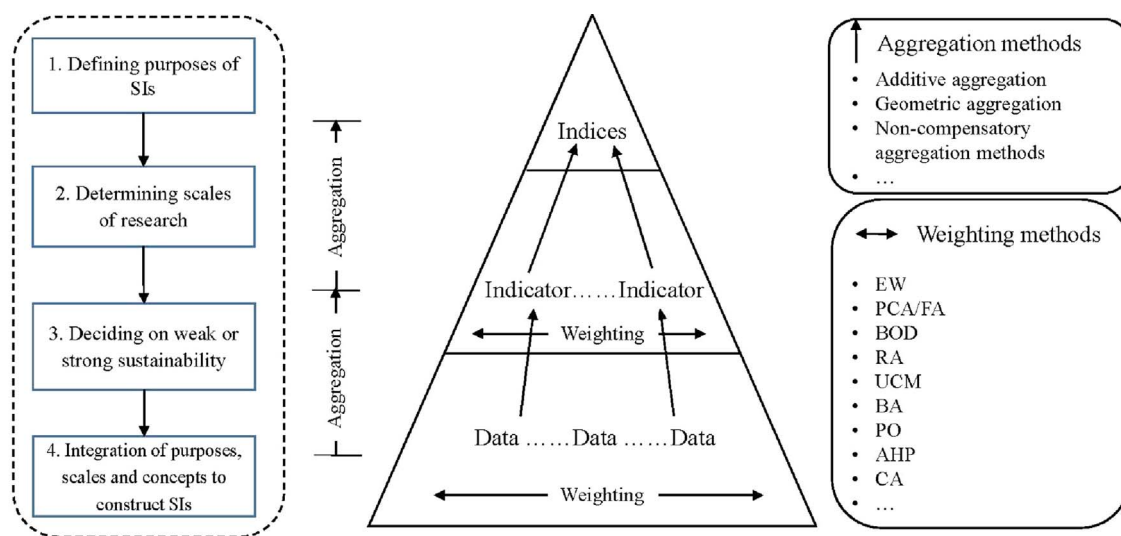 1. Defining purposes of
SIs
2. Determining scales
of research
3. Deciding on weak or
strong sustainability
4. Integration of purposes,
scales and concepts to
construct SIs
Aggregation
Aggregation
Indices
Indicator……Indicator
Weighting
Data ……Data ……Data
Weighting
Aggregation methods
• Additive aggregation
• Geometric aggregation
• Non-compensatory
aggregation methods
• …
Weighting methods
• EW
• PCA/FA
• BOD
• RA
• UCM
• BA
• PO
• AHP
• CA
• …